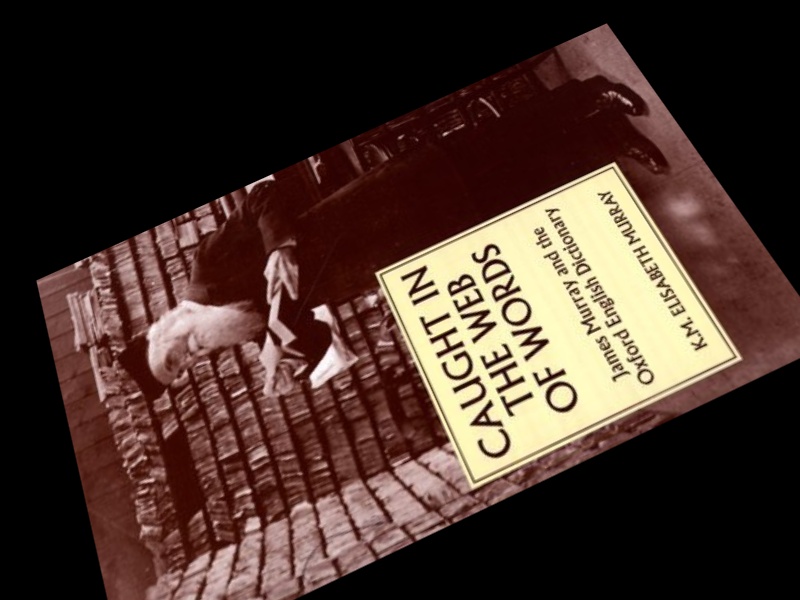 CAUGHT IN
THE WEB
OF WORDS
James Murray and the
Oxford English Dictionary
K.M. ELISABETH MURRAY